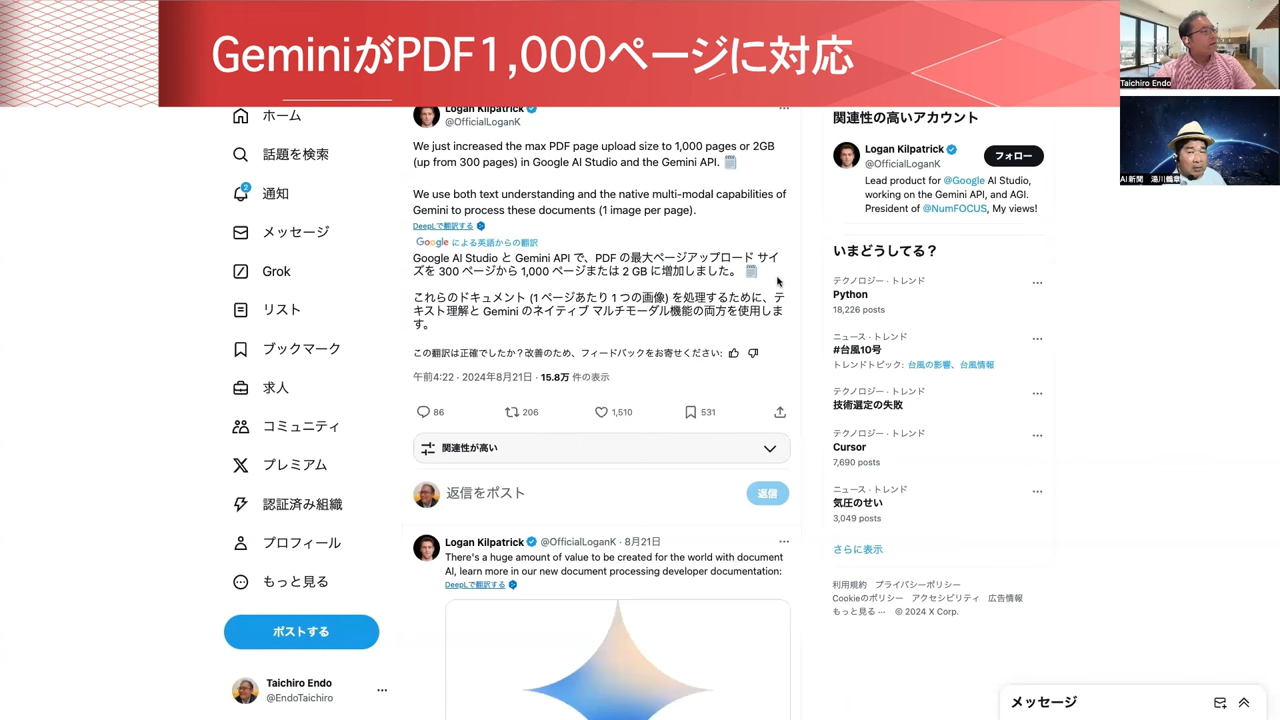 GeminiがPDF1,000ページに対応
Taichiro Endo
AI新聞 湯川鶴章
ホーム
話題を検索
2
通知
メッセージ
Grok
リスト
ブックマーク
求人
コミュニティ
プレミアム
認証済み組織
プロフィール
もっと見る
ポストする
Taichiro Endo
@EndoTaichiro
Logan Kilpatrick
@OfficialLoganK
We just increased the max PDF page upload size to 1,000 pages or 2GB
(up from 300 pages) in Google AI Studio and the Gemini API.
We use both text understanding and the native multi-modal capabilities of
Gemini to process these documents (1 image per page).
DeepLで翻訳する
Google による英語からの翻訳
Google AI Studio と Gemini API で、PDF の最大ページアップロード サイ
ズを 300 ページから 1,000 ページまたは 2 GB に増加しました。
これらのドキュメント (1 ページあたり 1 つの画像) を処理するために、テ
キスト理解と Gemini のネイティブ マルチモーダル機能の両方を使用しま
す。
この翻訳は正確でしたか？改善のため、フィードバックをお寄せください:
午前4:22 · 2024年8月21日 · 15.8万 件の表示
86 206 1,510 531
関連性が高い
返信をポスト
返信
Logan Kilpatrick @OfficialLoganK · 8月21日
There's a huge amount of value to be created for the world with document
AI, learn more in our new document processing developer documentation:
DeepLで翻訳する
関連性の高いアカウント
Logan Kilpatrick
@OfficialLoganK
フォロー
Lead product for @Google AI Studio,
working on the Gemini API, and AGI.
President of @NumFOCUS, My views!
いまどうしてる？
テクノロジー · トレンド
Python
18,226 posts
ニュース · トレンド
#台風10号
トレンドトピック: 台風の影響、台風情報
テクノロジー · トレンド
技術選定の失敗
テクノロジー · トレンド
Cursor
7,690 posts
ニュース · トレンド
気圧のせい
3,049 posts
さらに表示
利用規約 プライバシーポリシー
Cookieのポリシー アクセシビリティ 広告情報
もっと見る ··· © 2024 X Corp.
メッセージ